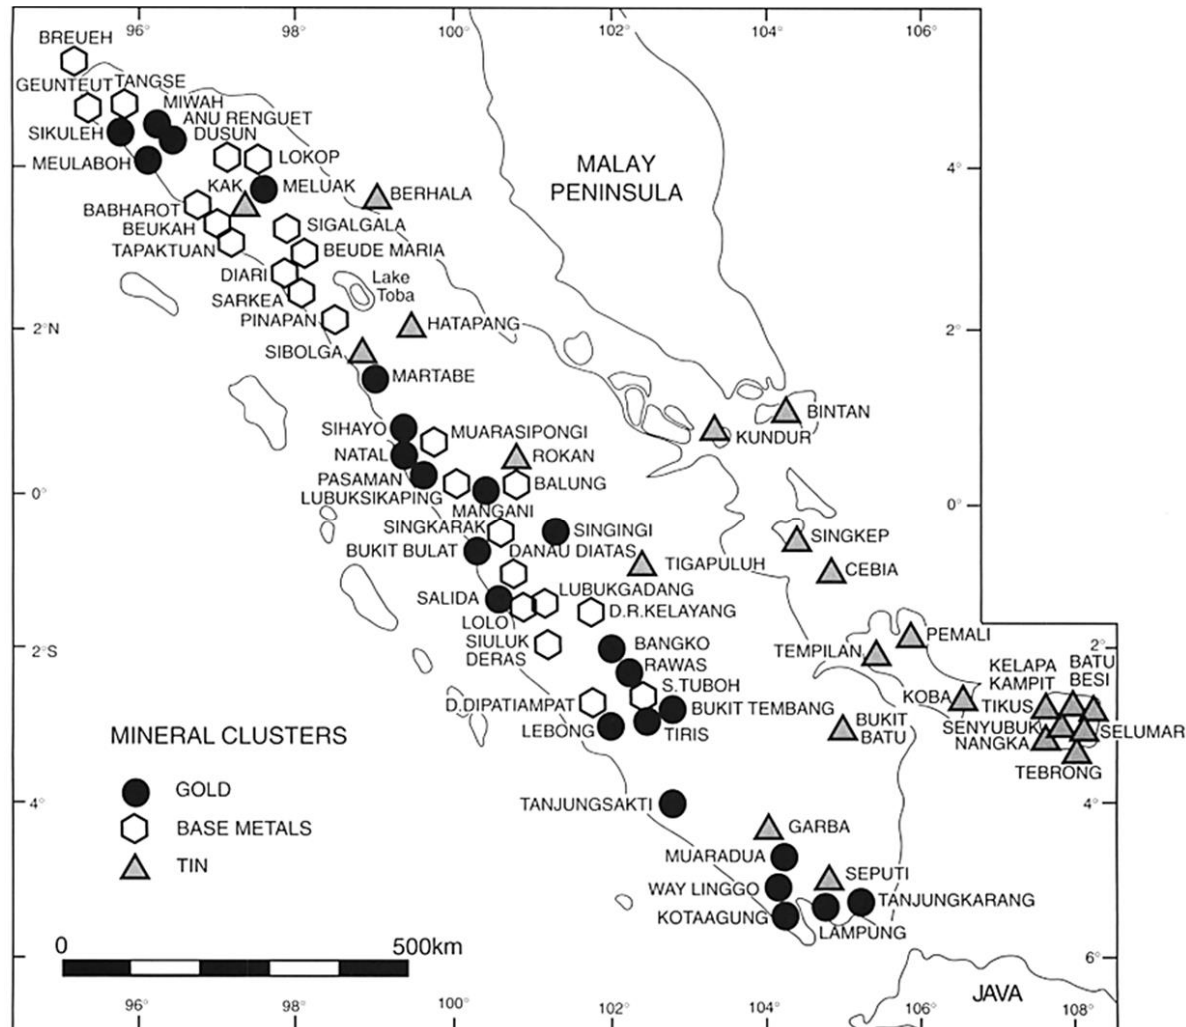 96° 98° 100° 102° 104° 106°
BREUEH
GEUNTEUT TANGSE
MIWAH
ANU RENGUET
SIKULEH DUSUN
MEULABOH LOKOP
4°
MALAY
PENINSULA
KAK MELUAK
BERHALA
BABHAROT
BEUKAH SIGALGALA
TAPAKTUAN BEUDE MARIA
DIARI Lake
Toba
SARKEA
PINAPAN HATAPANG
2°N 2°
SIBOLGA
MARTABE
BINTAN
SIHAYO MUARASIPONGI KUNDUR
NATAL ROKAN
PASAMAN BALUNG
LUBUKSIKAPING
0° 0°
MANGANI
SINGKARAK SINGINGI SINGKEP
BUKIT BULAT DANAU DIATAS
TIGAPULUH CEBIA
SALIDA LUBUKGADANG
LOLO D.R.KELAYANG
SIULUK
DERAS BANGKO TEMPILAN PEMALI
2°S 2°
RAWAS KELAPA
KAMPIT BATU
BESI
S.TUBOH
D.DIPATIAMPAT BUKIT TEMBANG KOBA TIKUS
LEBONG TIRIS BUKIT
BATU SENYUBUK SELUMAR
NANGKA
TEBRONG
MINERAL CLUSTERS
GOLD
BASE METALS
TIN
4° 4°
TANJUNGSAKTI
GARBA
MUARADUA
SEPUTI
WAY LINGGO TANJUNGKARANG
KOTAAGUNG
LAMPUNG
0 500km
6°
JAVA
96° 98° 100° 102° 104° 106° 108°